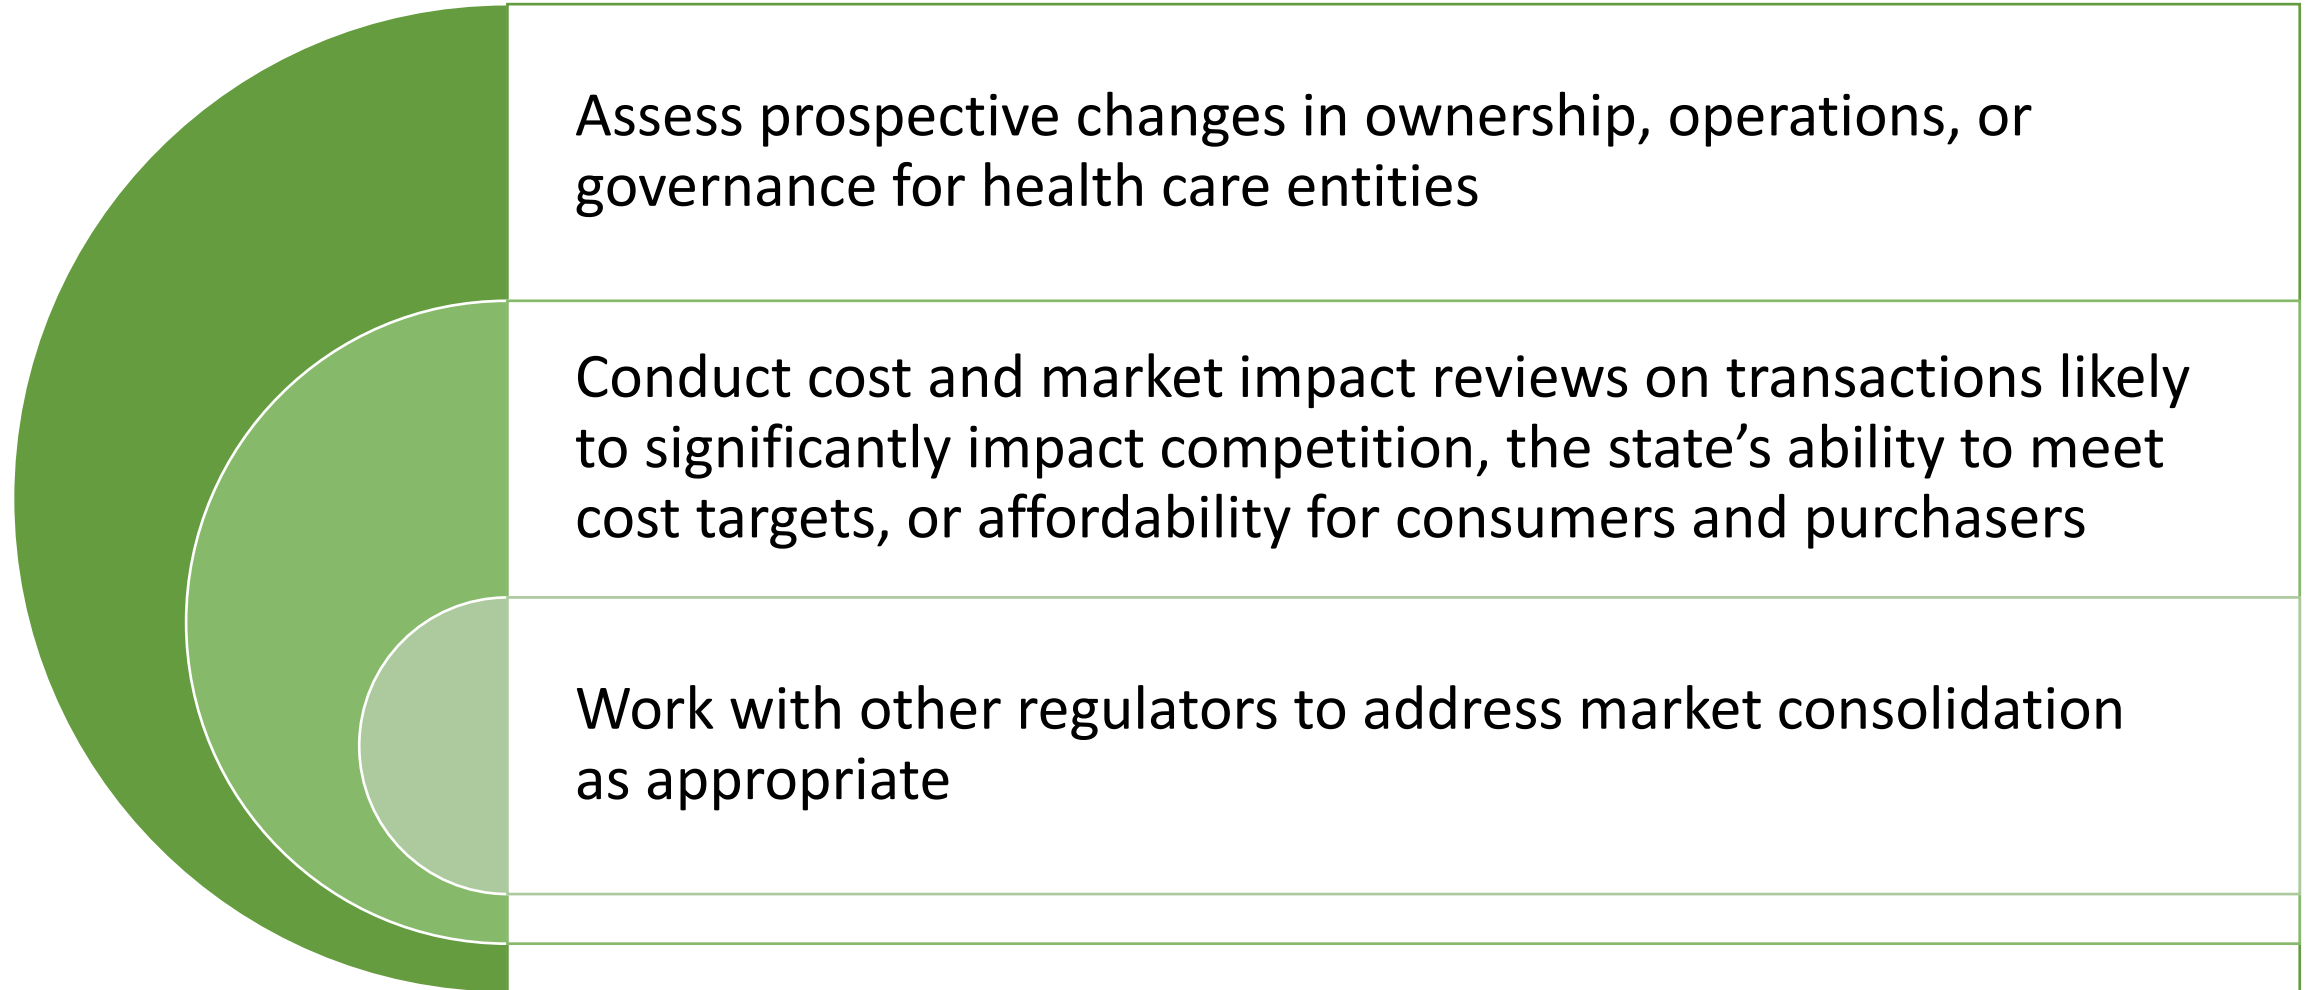 Assess prospective changes in ownership, operations, or
governance for health care entities
Conduct cost and market impact reviews on transactions likely
to significantly impact competition, the state’s ability to meet
cost targets, or affordability for consumers and purchasers
Work with other regulators to address market consolidation
as appropriate